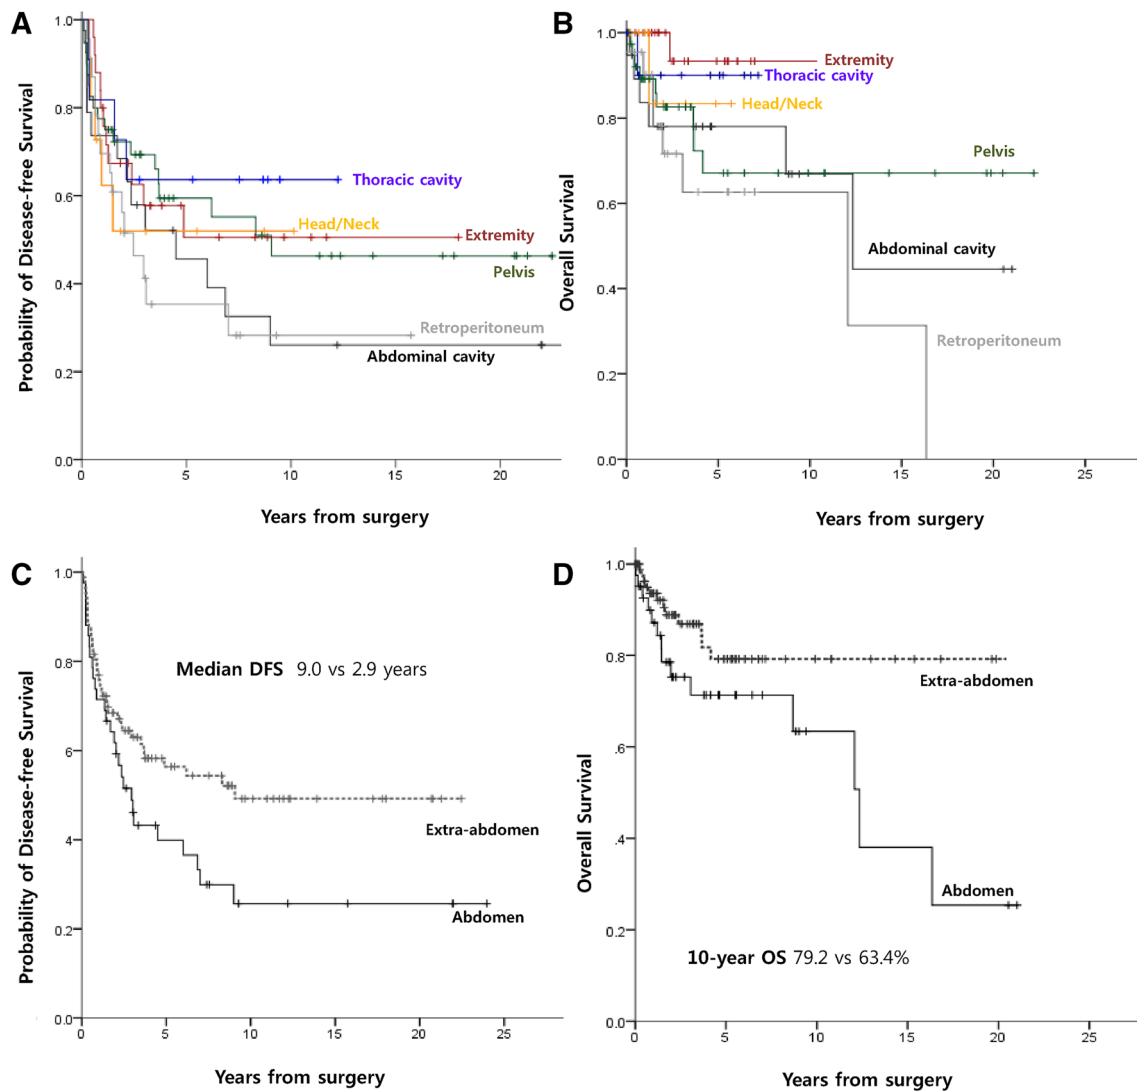 A
Probability of Disease-free Survival
1.0
0.8
0.6
0.4
0.2
0.0
Thoracic cavity
Head/Neck
Extremity
Pelvis
Retroperitoneum
Abdominal cavity
0 5 10 15 20
Years from surgery
B
Overall Survival
1.0
0.8
0.6
0.4
0.2
0.0
Extremity
Thoracic cavity
Head/Neck
Pelvis
Abdominal cavity
Retroperitoneum
0 5 10 15 20 25
Years from surgery
C
Probability of Disease-free Survival
1.0
0.8
.6
.4
0.2
0.0
Median DFS 9.0 vs 2.9 years
Extra-abdomen
Abdomen
0 5 10 15 20 25
Years from surgery
D
Overall Survival
1.0
0.8
.6
0.4
0.2
0.0
Extra-abdomen
Abdomen
10-year OS 79.2 vs 63.4%
0 5 10 15 20 25
Years from surgery